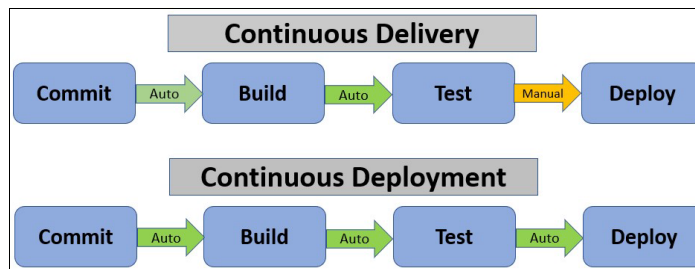 Continuous Delivery
Commit Auto Build Auto Test Manual Deploy
Continuous Deployment
Commit Auto Build Auto Test Auto Deploy